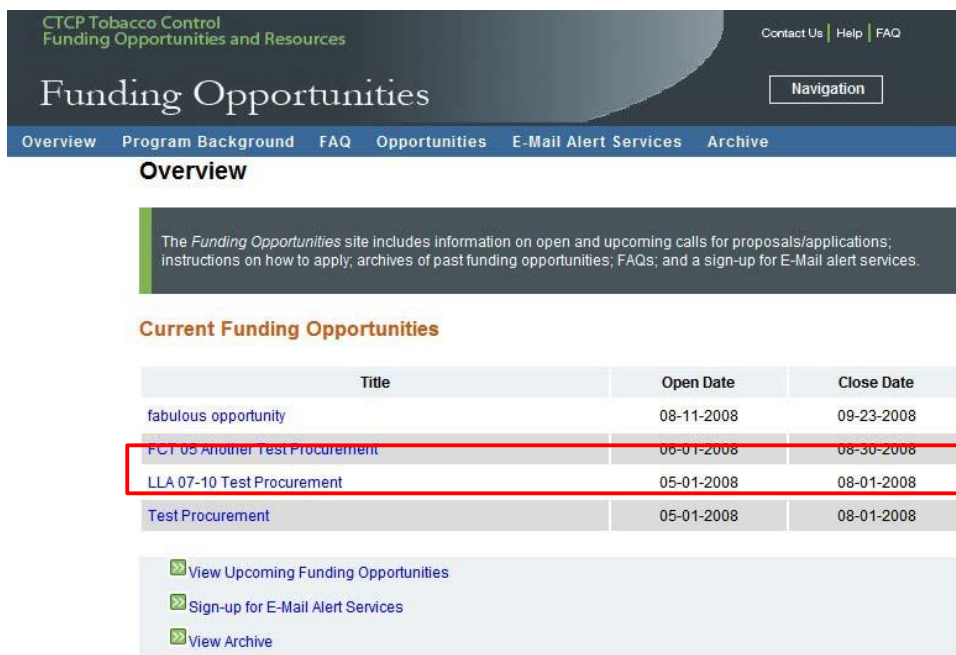 CTCP Tobacco Control
Funding Opportunities and Resources
Contact Us | Help | FAQ
Funding Opportunities
Navigation
Overview Program Background FAQ Opportunities E-Mail Alert Services Archive
Overview
The Funding Opportunities site includes information on open and upcoming calls for proposals/applications;
instructions on how to apply; archives of past funding opportunities; FAQs; and a sign-up for E-Mail alert services.
Current Funding Opportunities
Title Open Date Close Date
fabulous opportunity 08-11-2008 09-23-2008
FCT 05 Another Test Procurement 06-01-2008 08-30-2008
LLA 07-10 Test Procurement 05-01-2008 08-01-2008
Test Procurement 05-01-2008 08-01-2008
View Upcoming Funding Opportunities
Sign-up for E-Mail Alert Services
View Archive